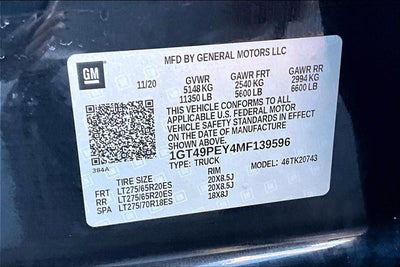 MFD BY GENERAL MOTORS LLC
GM
11/20
GVWR GAWR FRT GAWR RR
5148 KG 2540 KG 2994 KG
11350 LB 5600 LB 6600 LB
THIS VEHICLE CONFORMS TO ALL
APPLICABLE U.S. FEDERAL MOTOR
VEHICLE SAFETY STANDARDS IN
EFFECT ON THE DATE OF
MANUFACTURE SHOWN ABOVE.
1GT49PEY4MF139596
TYPE: TRUCK MODEL: 46TK20743
384A
TIRE SIZE RIM
FRT LT275/65R20ES 20X8.5J
RR LT275/65R20ES 20X8.5J
SP LT275/70R18ES 18X8J